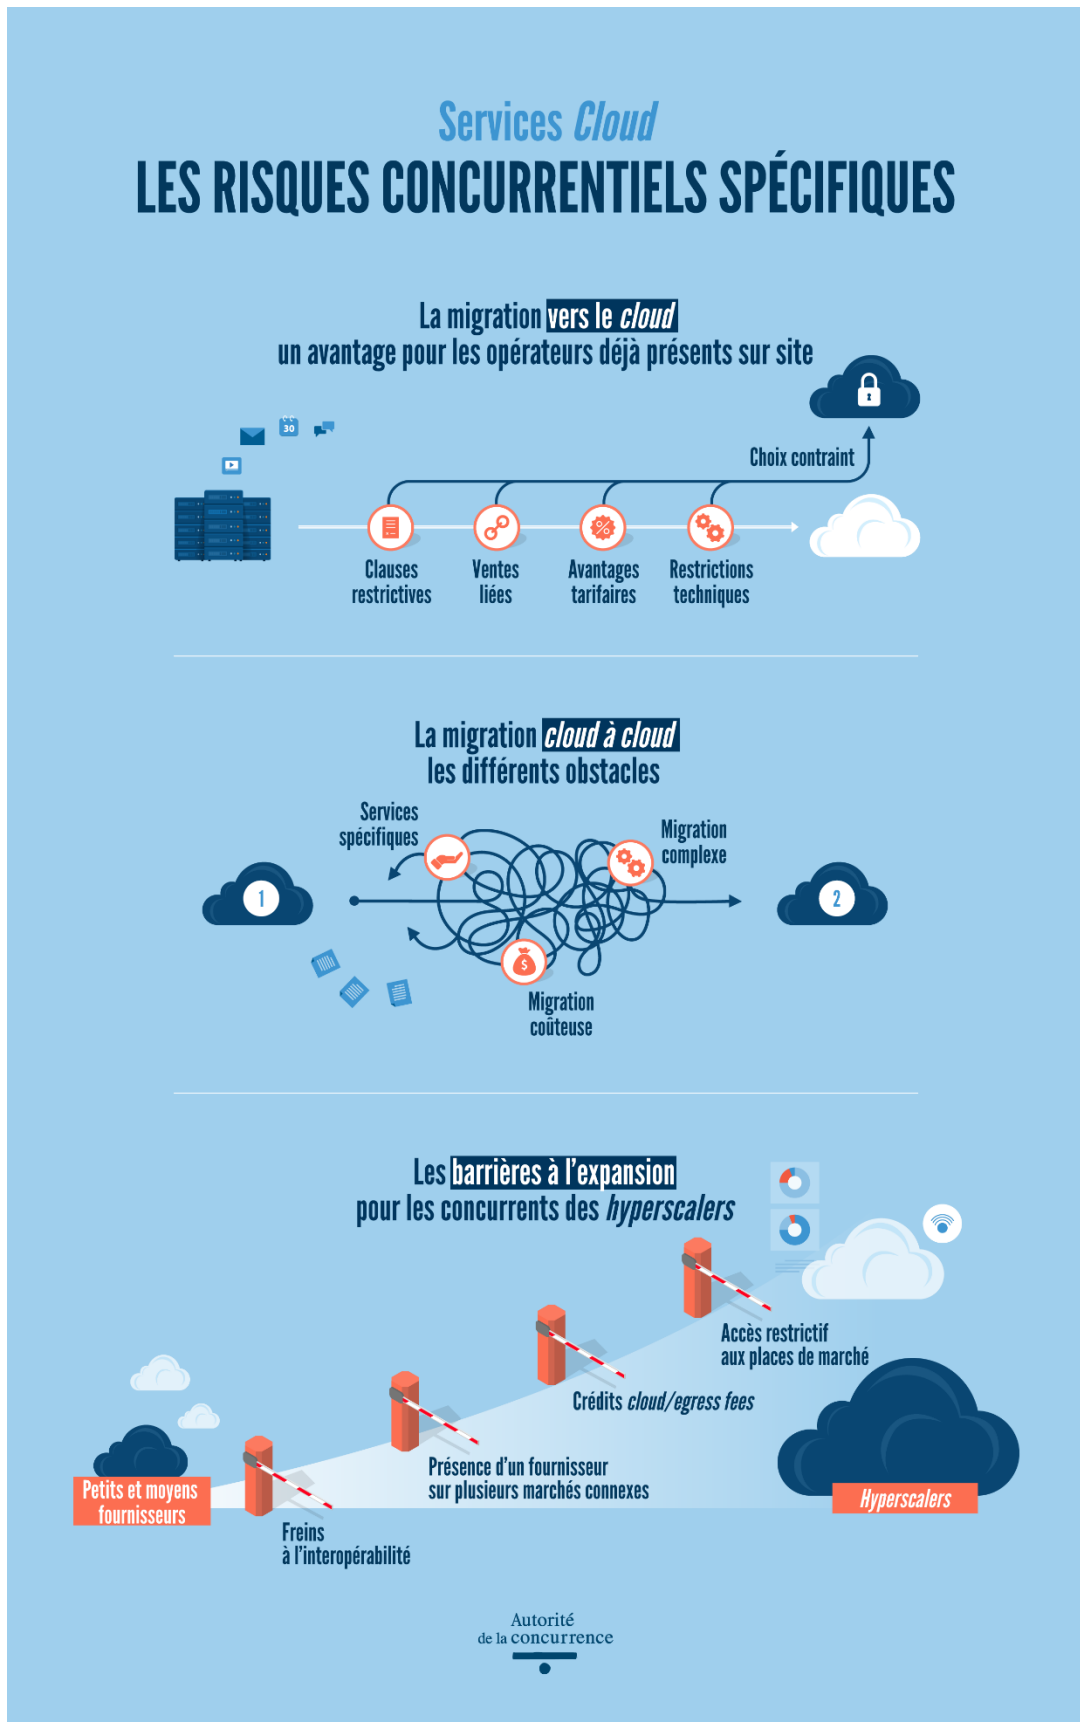 Services Cloud
LES RISQUES CONCURRENTIELS SPÉCIFIQUES
La migration vers le cloud
un avantage pour les opérateurs déjà présents sur site
30
Choix contraint
Clauses
restrictives
Ventes
liées
Avantages
tarifaires
Restrictions
techniques
La migration cloud à cloud
les différents obstacles
Services
spécifiques
Migration
complexe
1
2
$
Migration
coûteuse
Les barrières à l'expansion
pour les concurrents des hyperscalers
Accès restrictif
aux places de marché
Crédits cloud/egress fees
Présence d'un fournisseur
sur plusieurs marchés connexes
Petits et moyens
fournisseurs
Hyperscalers
Freins
à l'interopérabilité
Autorité
de la concurrence